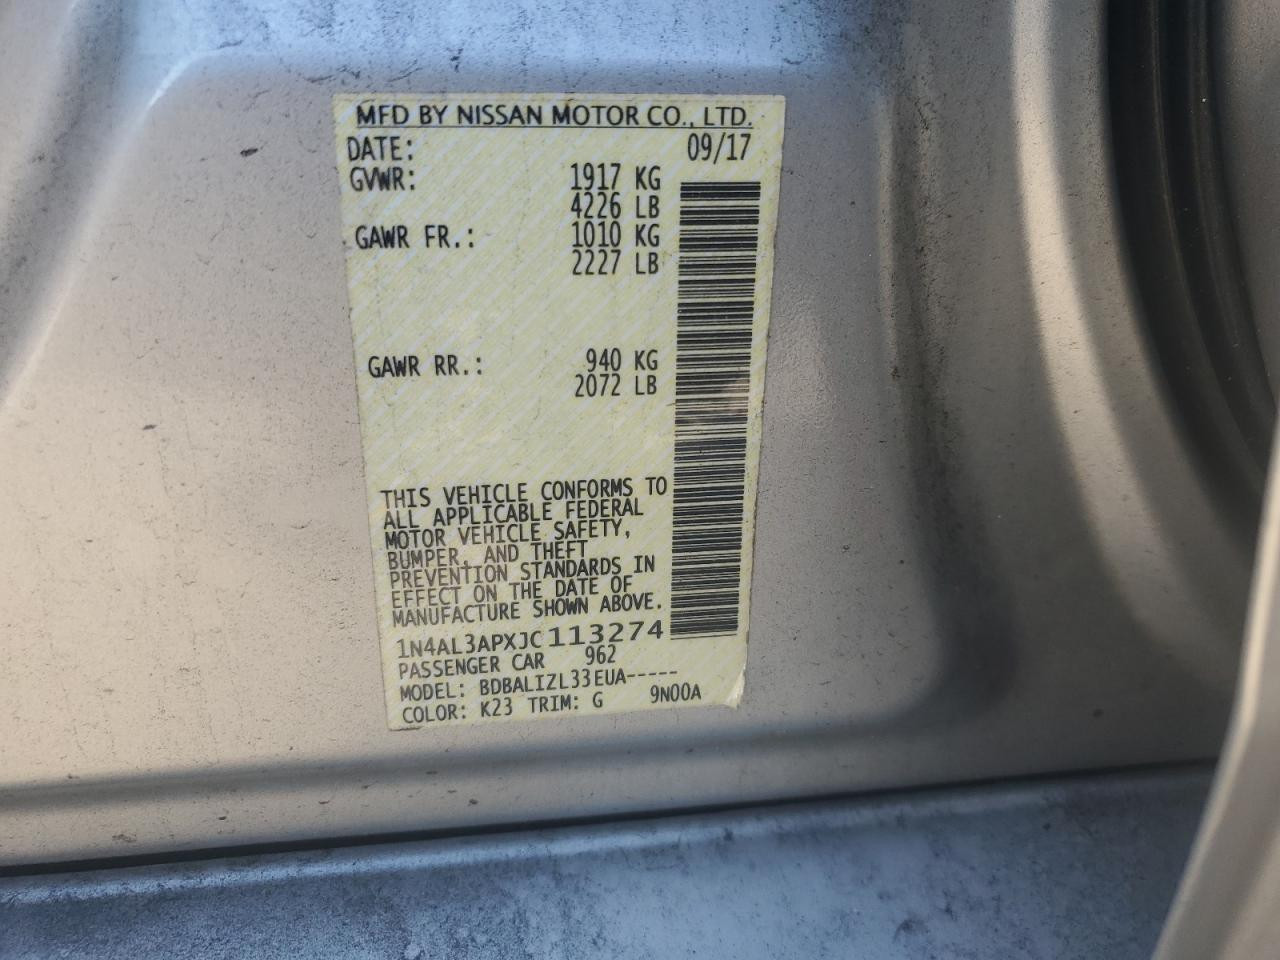 MFD BY NISSAN MOTOR CO., LTD.
DATE: 09/17
GVWR: 1917 KG
4226 LB
GAWR FR.: 1010 KG
2227 LB
GAWR RR.: 940 KG
2072 LB
THIS VEHICLE CONFORMS TO
ALL APPLICABLE FEDERAL
MOTOR VEHICLE SAFETY,
BUMPER, AND THEFT
PREVENTION STANDARDS IN
EFFECT ON THE DATE OF
MANUFACTURE SHOWN ABOVE.
1N4AL3APXJC113274
PASSENGER CAR 962
MODEL: BDBALIZL33EUA-----
COLOR: K23 TRIM: G 9N00A